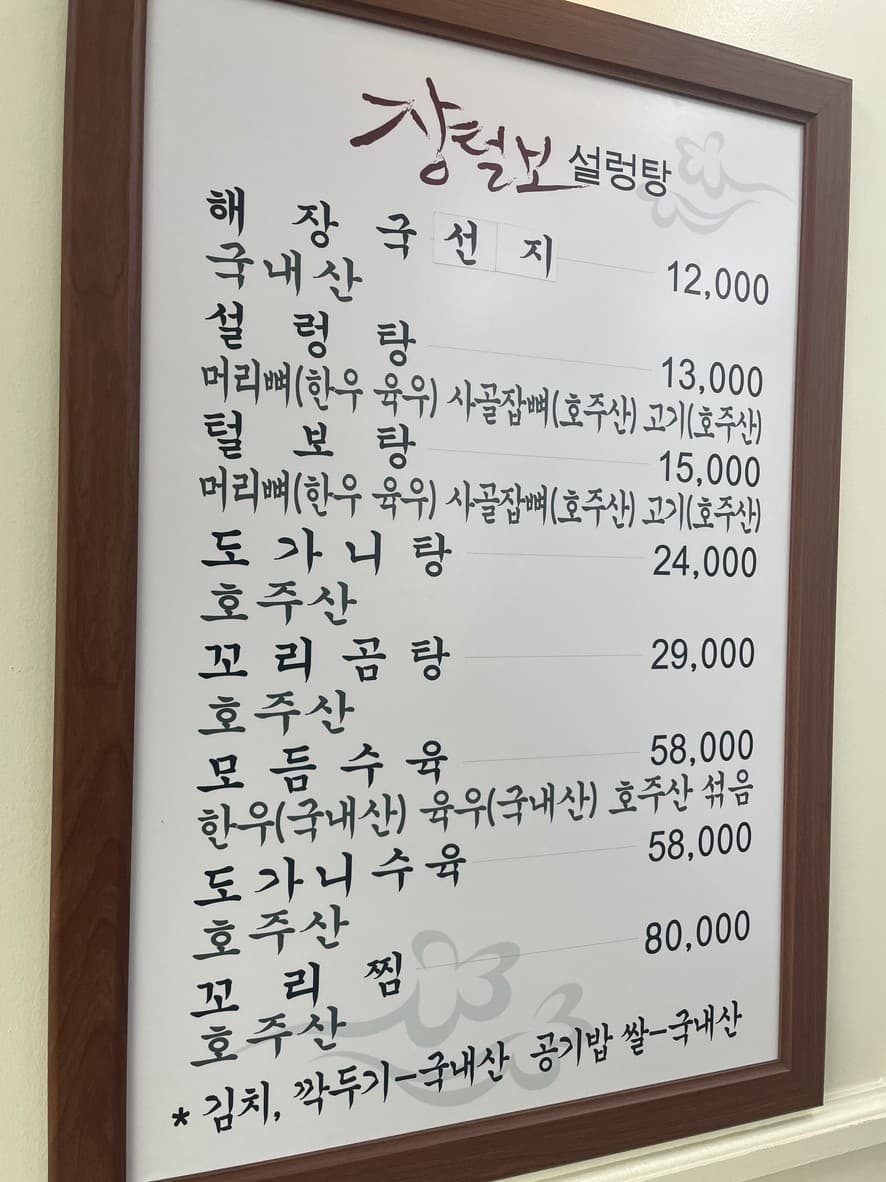 장털보 설렁탕
해 장 국 선 지 12,000
국내산
설 렁 탕 13,000
머리뼈(한우 육우) 사골잡뼈(호주산) 고기(호주산)
털 보 탕 15,000
머리뼈(한우 육우) 사골잡뼈(호주산) 고기(호주산)
도 가 니 탕 24,000
호주산
꼬 리 곰 탕 29,000
호주산
모 듬 수 육 58,000
한우(국내산) 육우(국내산) 호주산 섞음
도 가 니 수 육 58,000
호주산
꼬 리 찜 80,000
호주산
* 김치, 깍두기-국내산 공기밥 쌀-국내산